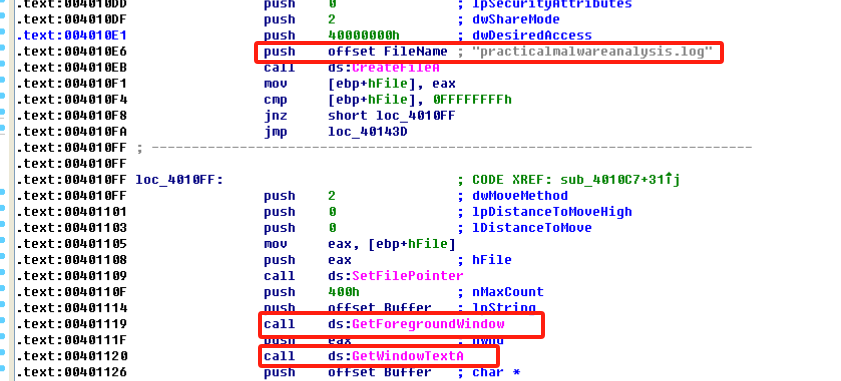 .text:004010DD push 0 ; lpSecurityAttributes
.text:004010DF push 2 ; dwShareMode
.text:004010E1 push 40000000h ; dwDesiredAccess
.text:004010E6 push offset FileName ; "practicalmalwareanalysis.log"
.text:004010EB call ds:CreateFileA
.text:004010F1 mov [ebp+hFile], eax
.text:004010F4 cmp [ebp+hFile], 0FFFFFFFFh
.text:004010F8 jnz short loc_4010FF
.text:004010FA jmp loc_40143D
.text:004010FF ; ---------------------------------------------------------------------------
.text:004010FF
.text:004010FF loc_4010FF: ; CODE XREF: sub_4010C7+31↑j
.text:004010FF push 2 ; dwMoveMethod
.text:00401101 push 0 ; lpDistanceToMoveHigh
.text:00401103 push 0 ; lDistanceToMove
.text:00401105 mov eax, [ebp+hFile]
.text:00401108 push eax ; hFile
.text:00401109 call ds:SetFilePointer
.text:0040110F push 400h ; nMaxCount
.text:00401114 push offset Buffer ; lpString
.text:00401119 call ds:GetForegroundWindow
.text:0040111F push eax ; hWnd
.text:00401120 call ds:GetWindowTextA
.text:00401126 push offset Buffer ; char *